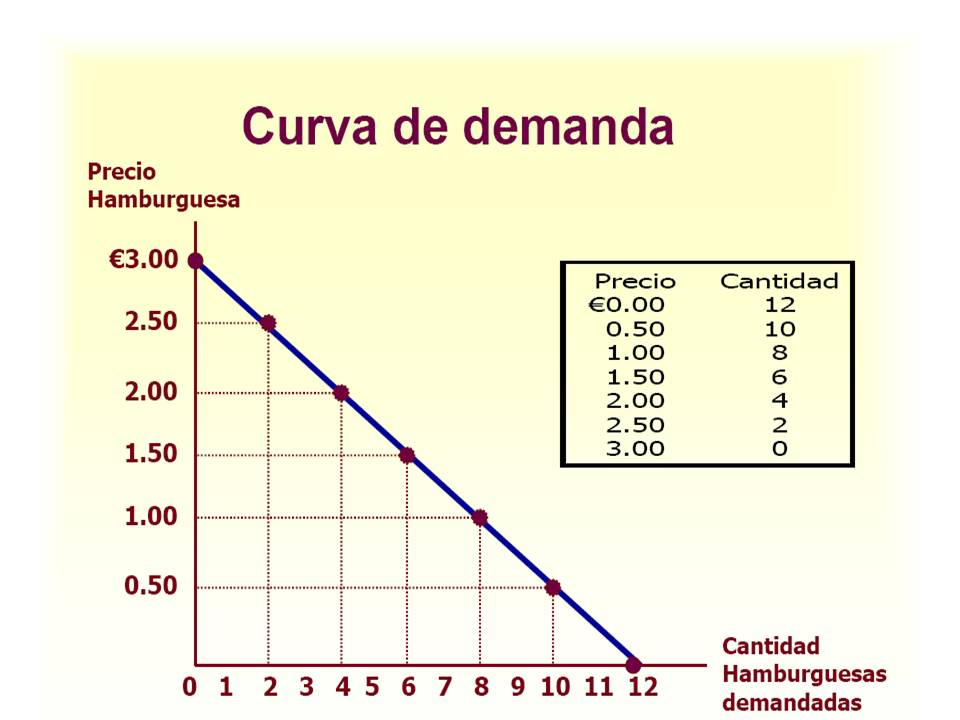 Curva de demanda
Precio
Hamburguesa
€3.00
2.50
2.00
1.50
1.00
0.50
Precio Cantidad
€0.00 12
0.50 10
1.00 8
1.50 6
2.00 4
2.50 2
3.00 0
0 1 2 3 4 5 6 7 8 9 10 11 12
Cantidad
Hamburguesas
demandadas